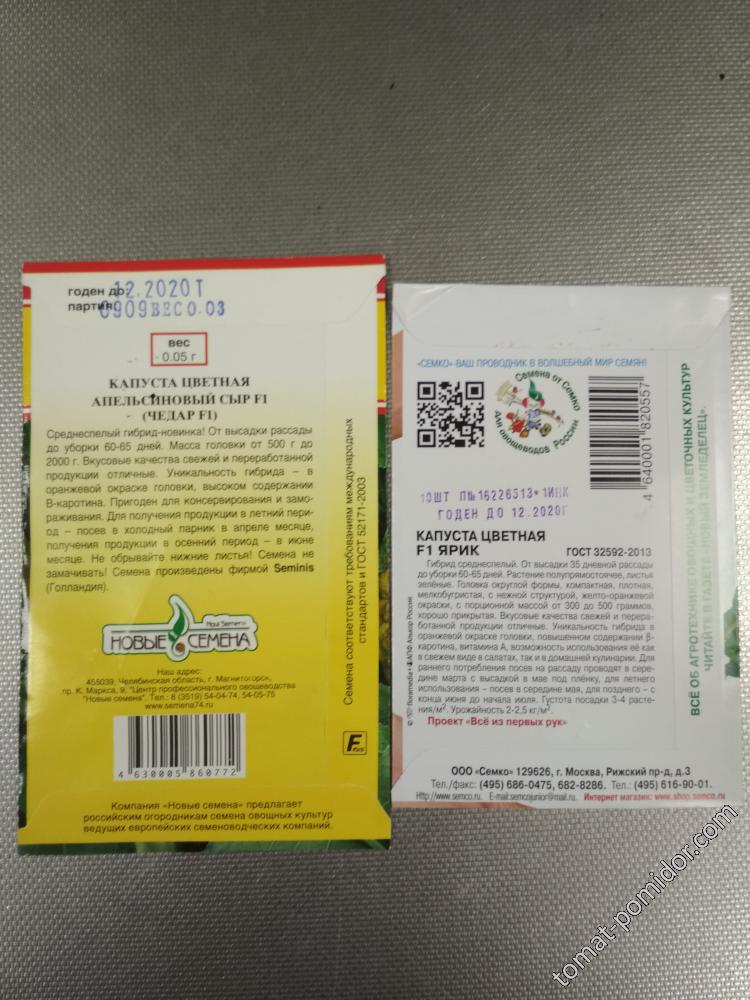 годен до: 12.2020Т
партия: 0909ВЕС0.03
вес
0.05 г
КАПУСТА ЦВЕТНАЯ
АПЕЛЬСИНОВЫЙ СЫР F1
(ЧЕДАР F1)
Среднеспелый гибрид-новинка! От высадки рассады
до уборки 60-65 дней. Масса головки от 500 г до
2000 г. Вкусовые качества свежей и переработанной
продукции отличные. Уникальность гибрида – в
оранжевой окраске головки, высоком содержании
В-каротина. Пригоден для консервирования и замо-
раживания. Для получения продукции в летний пери-
од - посев в холодный парник в апреле месяце,
получения продукции в осенний период – в июне
месяце. Не обрывайте нижние листья! Семена не
замачивать! Семена произведены фирмой Seminis
(Голландия).
Novi Semena
НОВЫЕ СЕМЕНА
Наш адрес:
455039, Челябинская область, г. Магнитогорск,
пр. К. Маркса, 9, "Центр профессионального овощеводства
"Новые семена". Тел.: 8 (3519) 54-04-74, 54-05-75
www.semena74.ru
4 630005 860772
F
Компания «Новые семена» предлагает
российским огородникам семена овощных культур
ведущих европейских семеноводческих компаний.
Семена соответствуют требованиям международных
стандартов и ГОСТ 52171-2003
«СЕМКО»-ВАШ ПРОВОДНИК В ВОЛШЕБНЫЙ МИР СЕМЯН!
Семена от Семко
для овощеводов России
4 640001 820557
10ШТ П№16226513*1ИНК
ГОДЕН ДО 12.2020Г
КАПУСТА ЦВЕТНАЯ
F1 ЯРИК ГОСТ 32592-2013
Гибрид среднеспелый. От высадки 35 дневной рассады
до уборки 60-65 дней. Растение полупрямостоячее, листья
зелёные. Головка округлой формы, компактная, плотная,
мелкобугристая, с нежной структурой, желто-оранжевой
окраски, с порционной массой от 300 до 500 граммов,
хорошо прикрытая. Вкусовые качества свежей и перера-
ботанной продукции отличные. Уникальность гибрида в
оранжевой окраске головки, повышенном содержании β-
каротина, витамина А, возможность использования её как
в свежем виде в салатах, так и в домашней кулинарии. Для
раннего потребления посев на рассаду проводят в сере-
дине марта с высадкой в мае под плёнку, для летнего
использования - посев в середине мая, для позднего – с
конца июня до начала июля. Густота посадки 3-4 расте-
ния/м². Урожайность 2-2,5 кг/м².
Проект «Всё из первых рук»
ООО «Семко» 129626, г. Москва, Рижский пр-д, д.3
Тел./факс: (495) 686-0475, 682-8286. Тел.: (495) 616-90-01.
Http://www.semco.ru. E-mail:semcojunior@mail.ru. Интернет магазин: www.shop.semco.ru
ВСЁ ОБ АГРОТЕХНИКЕ ОВОЩНЫХ И ЦВЕТОЧНЫХ КУЛЬТУР
ЧИТАЙТЕ В ГАЗЕТЕ «НОВЫЙ ЗЕМЛЕДЕЛЕЦ».
tomat-pomidor.com